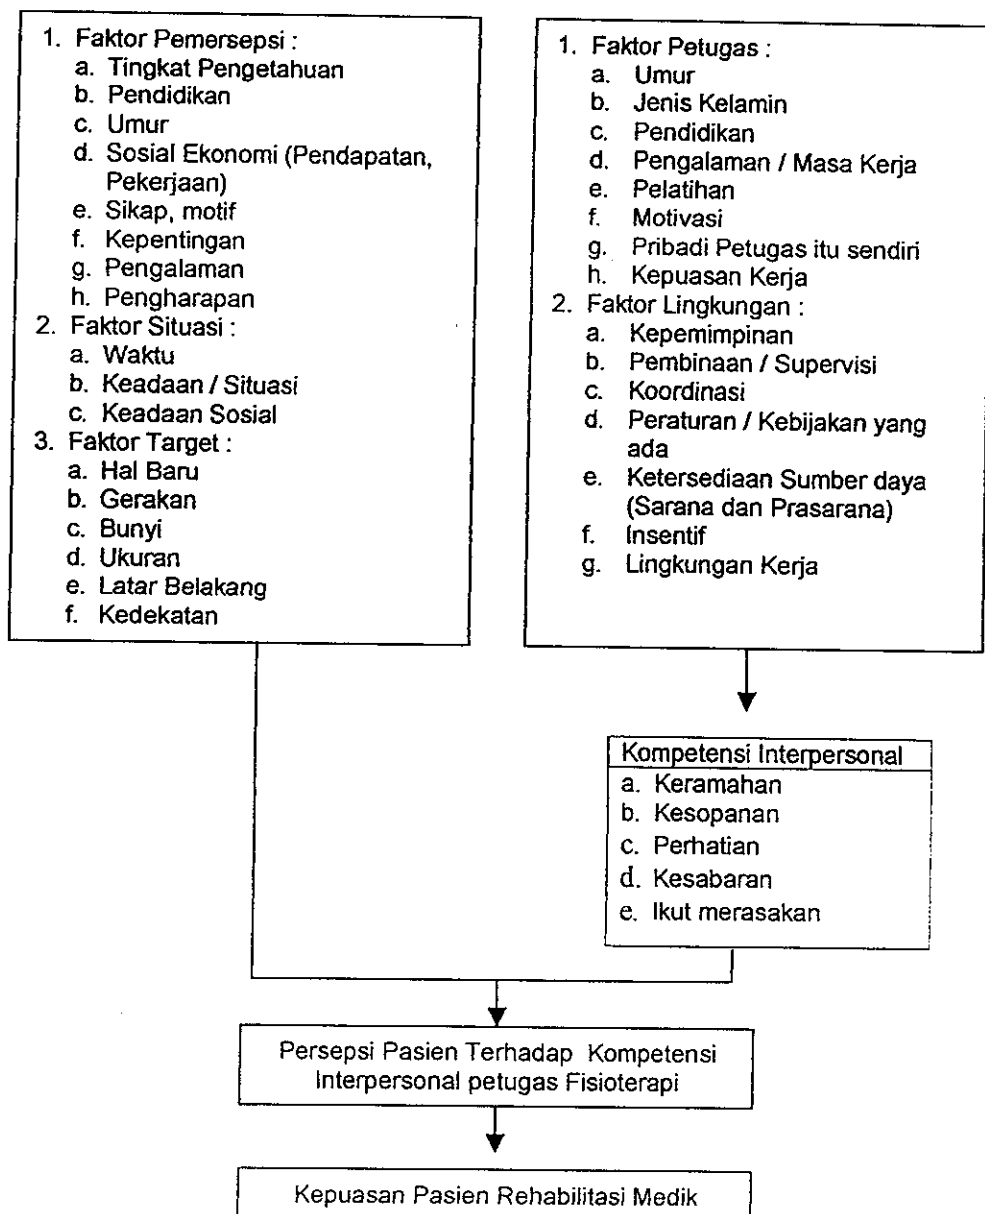 1. Faktor Pemersepsi :
a. Tingkat Pengetahuan
b. Pendidikan
c. Umur
d. Sosial Ekonomi (Pendapatan,
Pekerjaan)
e. Sikap, motif
f. Kepentingan
g. Pengalaman
h. Pengharapan
2. Faktor Situasi :
a. Waktu
b. Keadaan / Situasi
c. Keadaan Sosial
3. Faktor Target :
a. Hal Baru
b. Gerakan
c. Bunyi
d. Ukuran
e. Latar Belakang
f. Kedekatan
1. Faktor Petugas :
a. Umur
b. Jenis Kelamin
c. Pendidikan
d. Pengalaman / Masa Kerja
e. Pelatihan
f. Motivasi
g. Pribadi Petugas itu sendiri
h. Kepuasan Kerja
2. Faktor Lingkungan :
a. Kepemimpinan
b. Pembinaan / Supervisi
c. Koordinasi
d. Peraturan / Kebijakan yang
ada
e. Ketersediaan Sumber daya
(Sarana dan Prasarana)
f. Insentif
g. Lingkungan Kerja
Kompetensi Interpersonal
a. Keramahan
b. Kesopanan
c. Perhatian
d. Kesabaran
e. Ikut merasakan
Persepsi Pasien Terhadap Kompetensi
Interpersonal petugas Fisioterapi
Kepuasan Pasien Rehabilitasi Medik